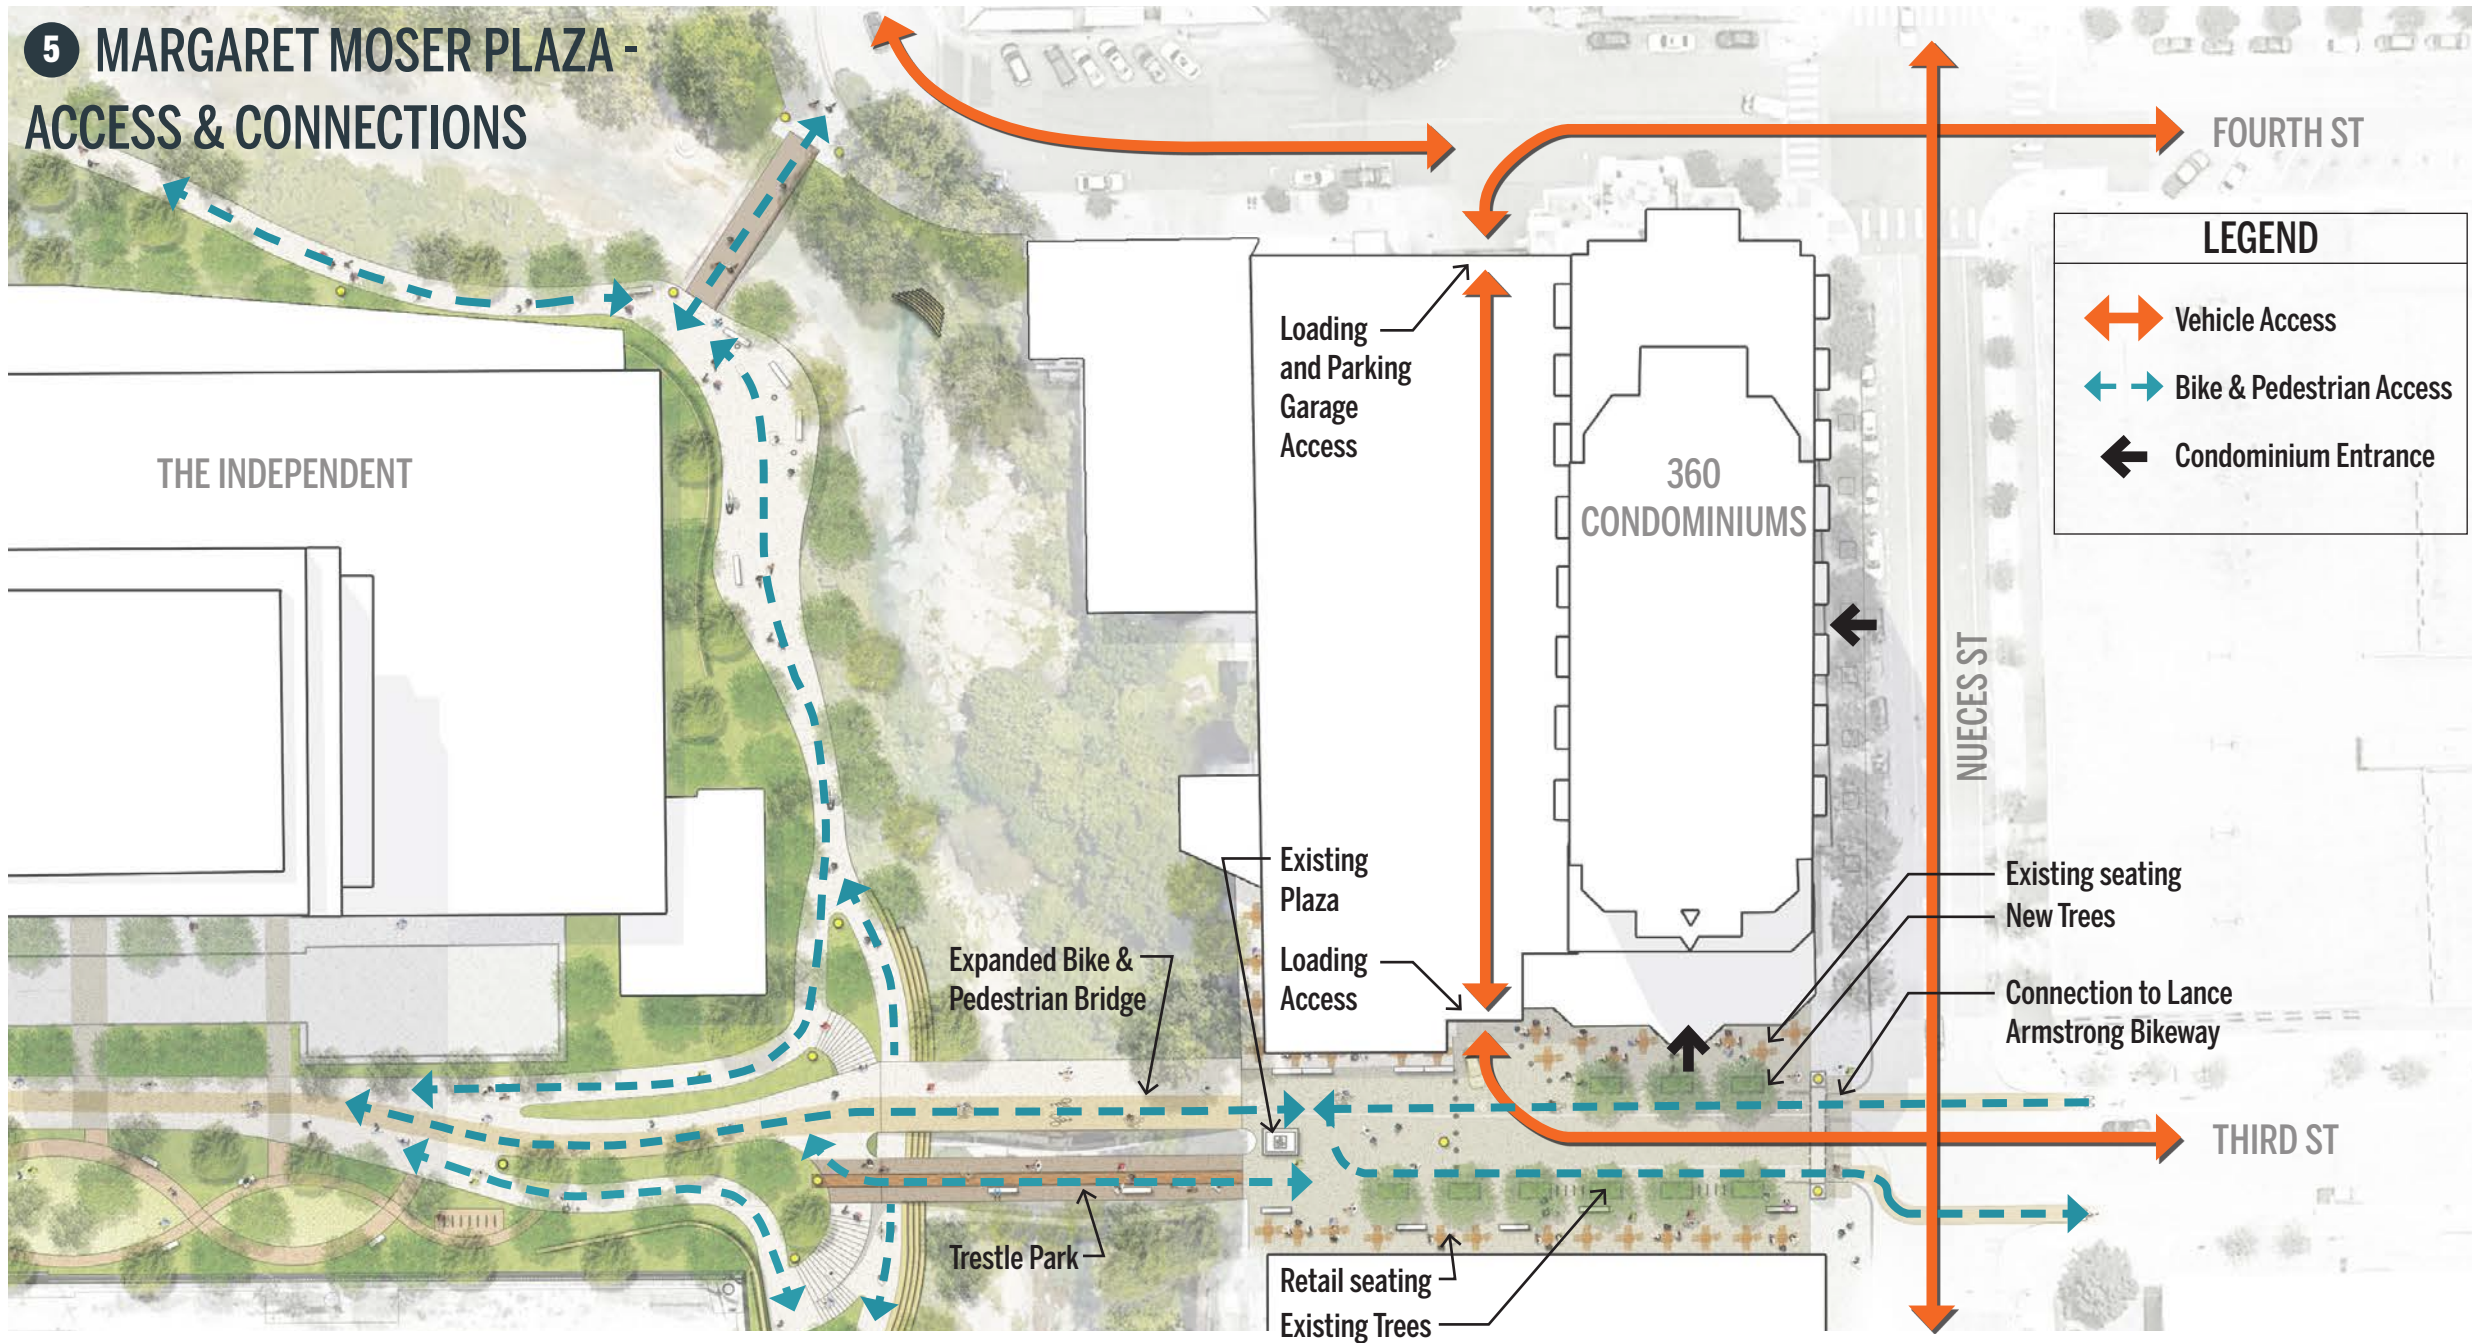 5 MARGARET MOSER PLAZA -
ACCESS & CONNECTIONS
FOURTH ST
LEGEND
Vehicle Access
Bike & Pedestrian Access
Condominium Entrance
Loading
and Parking
Garage
Access
THE INDEPENDENT
360
CONDOMINIUMS
NUECES ST
Existing
Plaza
Loading
Access
Existing seating
New Trees
Expanded Bike &
Pedestrian Bridge
Connection to Lance
Armstrong Bikeway
THIRD ST
Trestle Park
Retail seating
Existing Trees